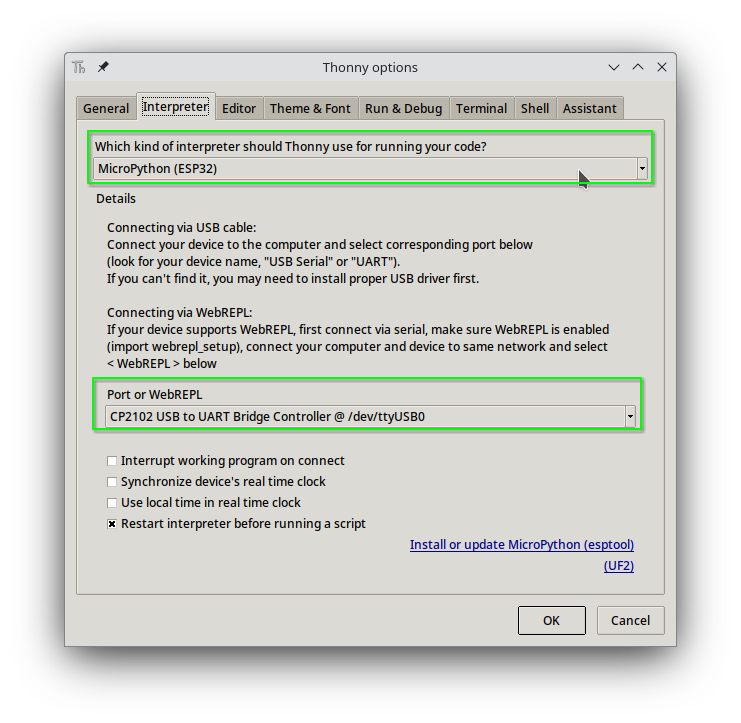 Th
Thonny options
General Interpreter Editor Theme & Font Run & Debug Terminal Shell Assistant
Which kind of interpreter should Thonny use for running your code?
MicroPython (ESP32)
Details
Connecting via USB cable:
Connect your device to the computer and select corresponding port below
(look for your device name, "USB Serial" or "UART").
If you can't find it, you may need to install proper USB driver first.
Connecting via WebREPL:
If your device supports WebREPL, first connect via serial, make sure WebREPL is enabled
(import webrepl_setup), connect your computer and device to same network and select
< WebREPL > below
Port or WebREPL
CP2102 USB to UART Bridge Controller @ /dev/ttyUSB0
Interrupt working program on connect
Synchronize device's real time clock
Use local time in real time clock
Restart interpreter before running a script
Install or update MicroPython (esptool)
(UF2)
OK Cancel